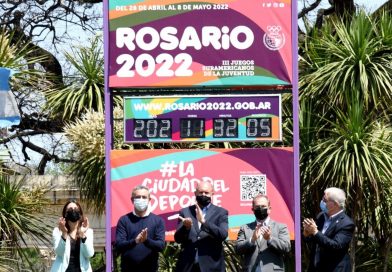 DEL 28 DE ABRIL AL 8 DE MAYO DE 2022
ROSARIO
2022
III JUEGOS
SURAMERICANOS
DE LA JUVENTUD
WWW.ROSARIO2022.GOB.AR
202 11 32 05
#LA
CIUDAD DEL
DEPORTE